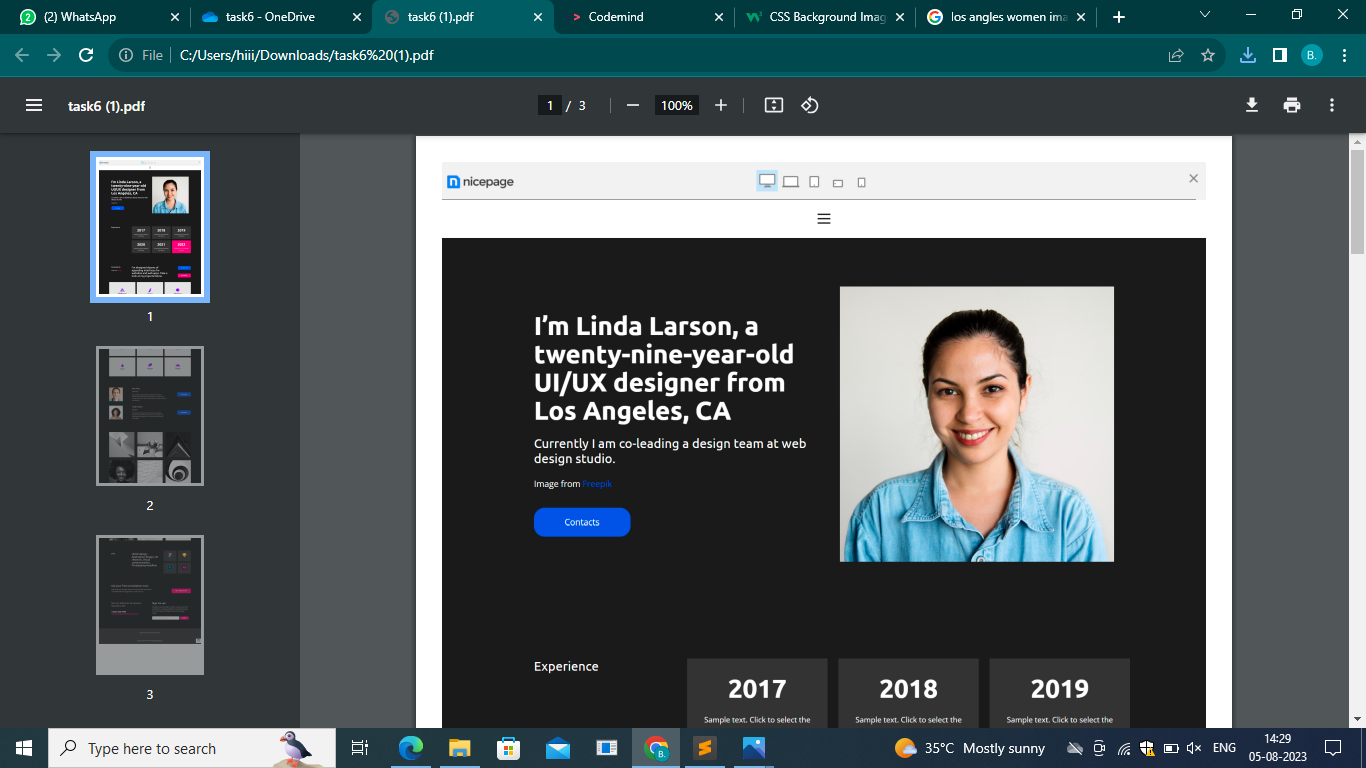 (2) WhatsApp
task6 - OneDrive
task6 (1).pdf
Codemind
CSS Background Imag
los angles women ima
File
C:/Users/hiii/Downloads/task6%20(1).pdf
B.
task6 (1).pdf
1 / 3
100%
1
2
3
nicepage
I'm Linda Larson, a
twenty-nine-year-old
UI/UX designer from
Los Angeles, CA
Currently I am co-leading a design team at web
design studio.
Image from Freepik
Contacts
Experience
2017
2018
2019
Sample text. Click to select the
Sample text. Click to select the
Sample text. Click to select the
Type here to search
35°C Mostly sunny
ENG
14:29
05-08-2023